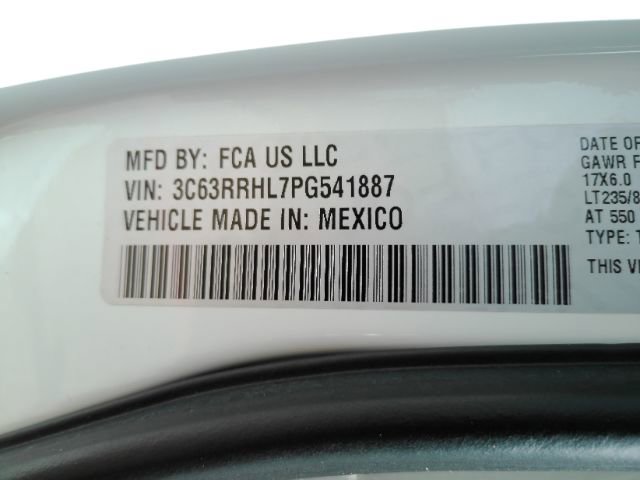 MFD BY: FCA US LLC
VIN: 3C63RRHL7PG541887
VEHICLE MADE IN: MEXICO
DATE OF
GAWR F
17X6.0
LT235/8
AT 550
TYPE: T
THIS VE